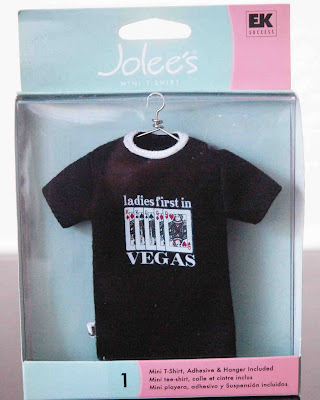 EK
SUCCESS
Jolee's®
MINI T-SHIRT
ladies first in
VEGAS
1
Mini T-Shirt, Adhesive & Hanger Included
Mini tee-shirt, colle et cintre inclus
Mini playera, adhesivo y Suspensión incluidos